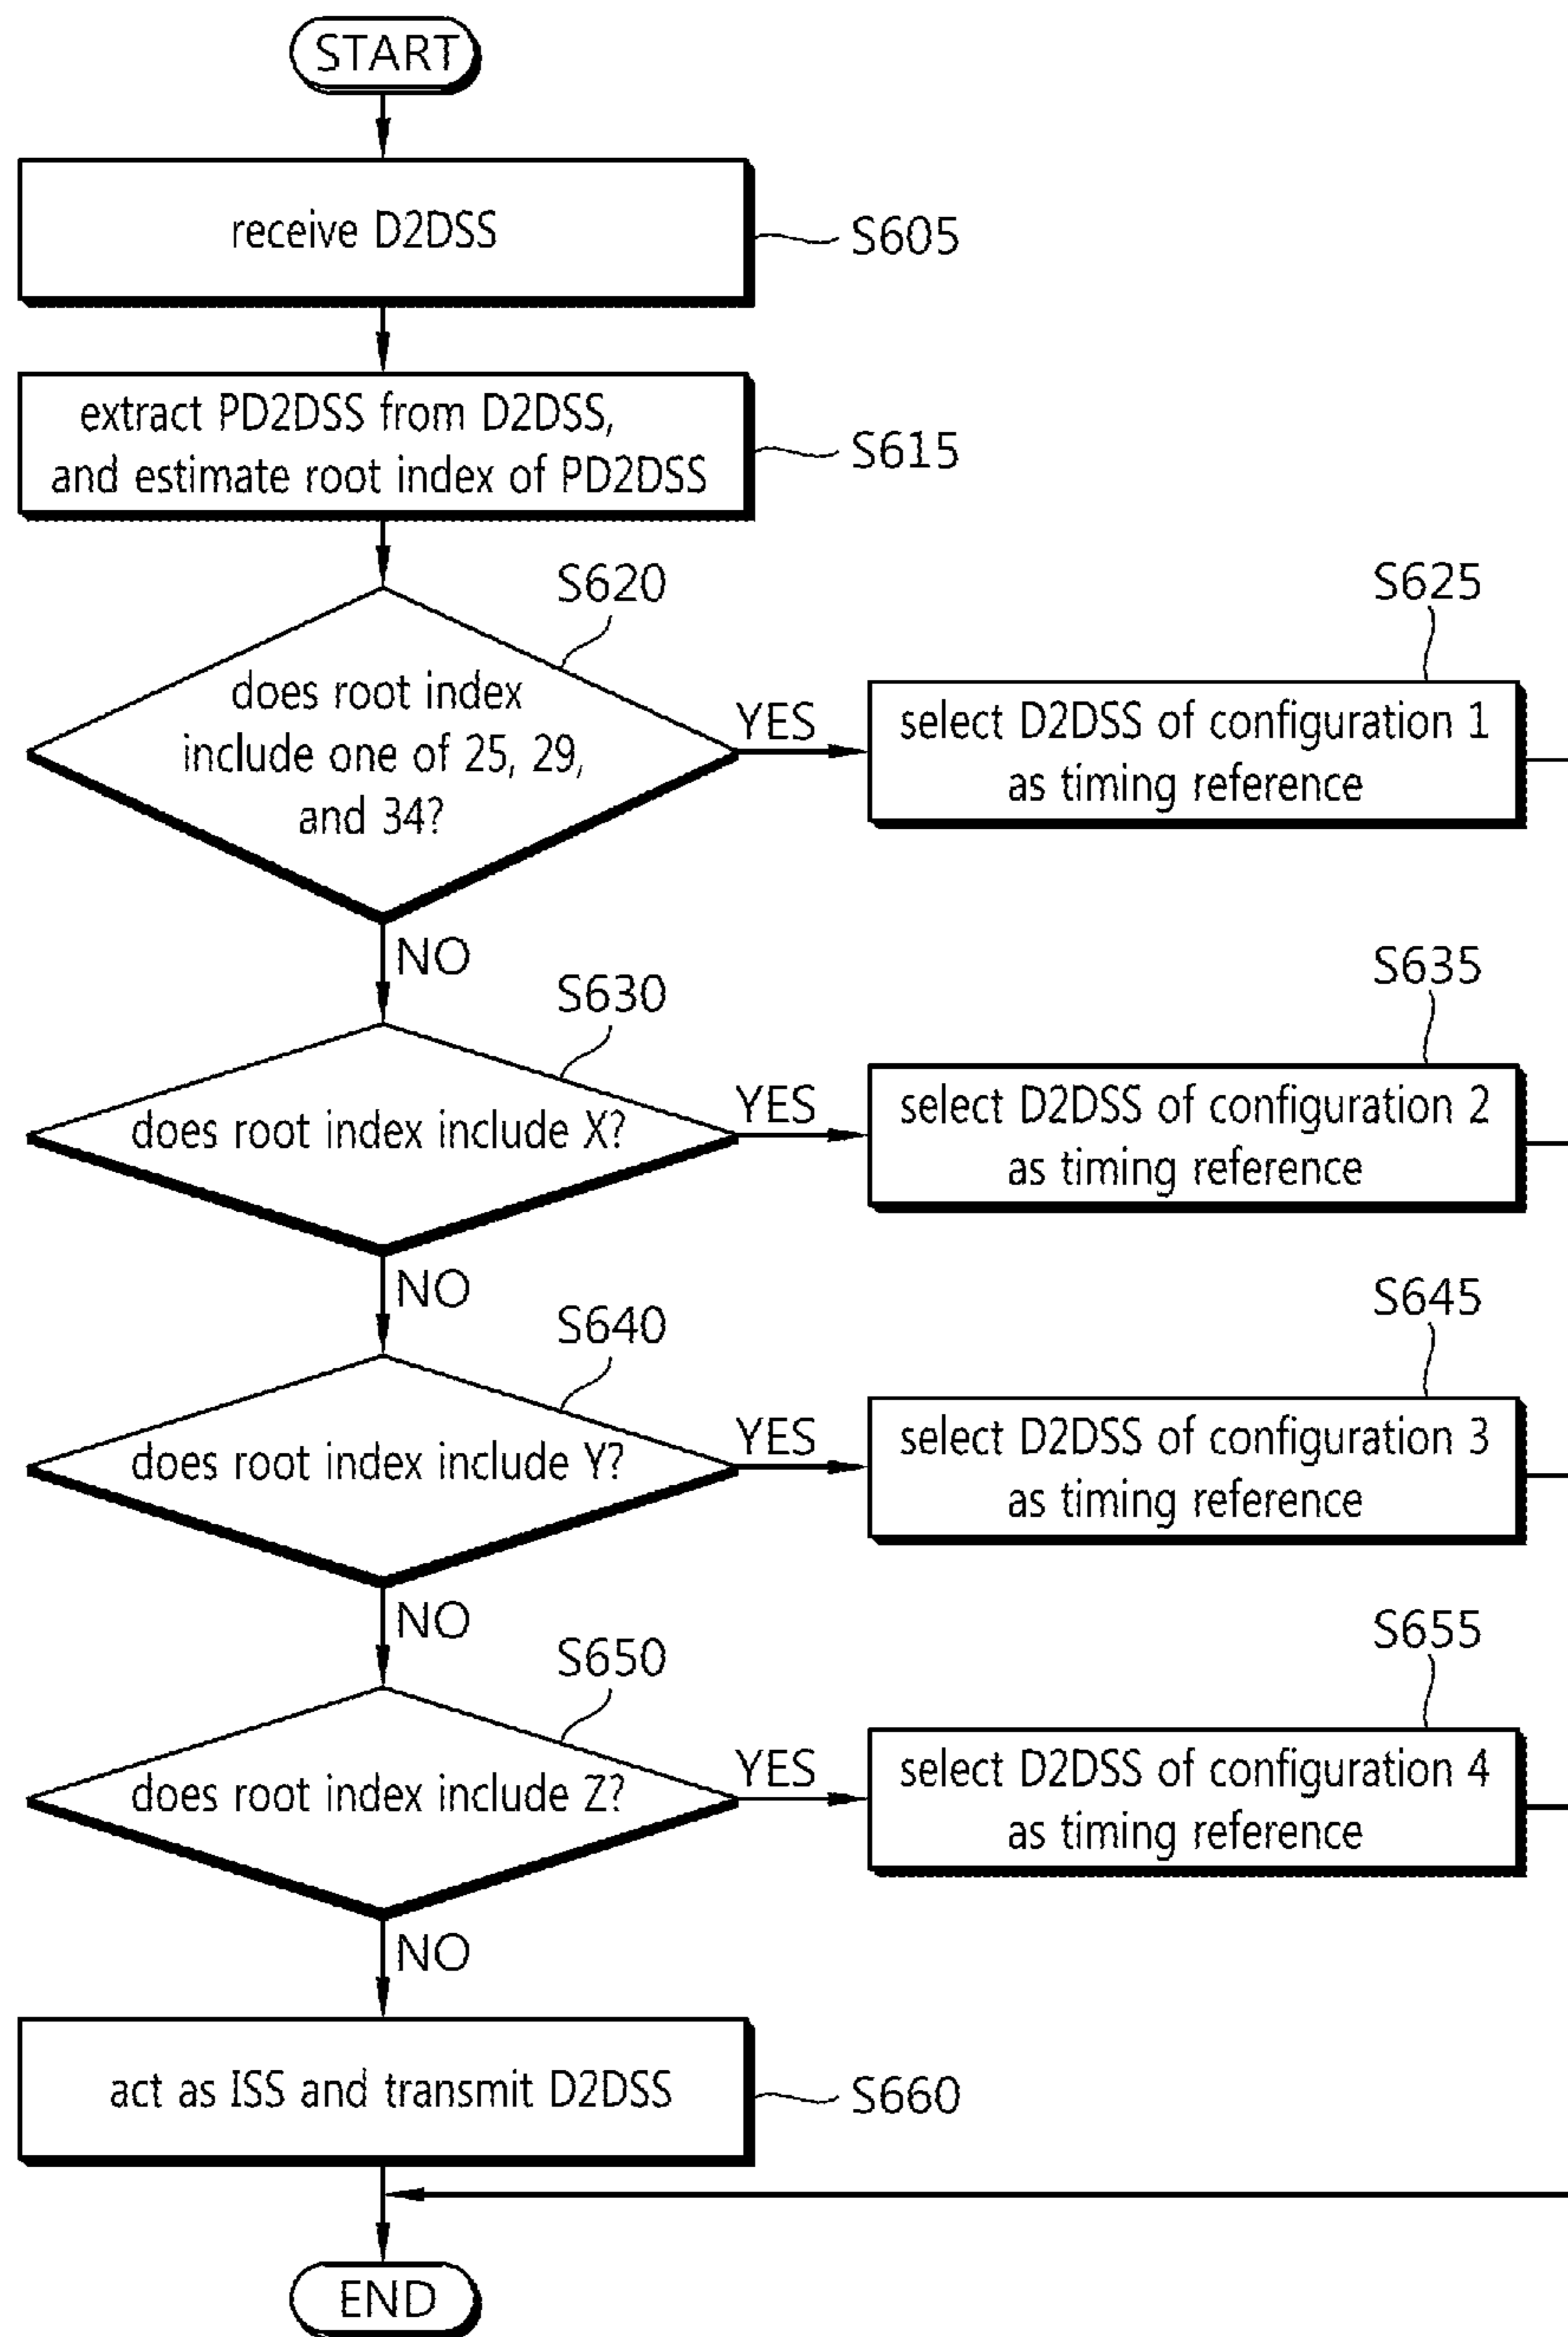 START
receive D2DSS
S605
extract PD2DSS from D2DSS,
and estimate root index of PD2DSS
S615
S620
does root index
include one of 25, 29,
and 34?
YES
S625
select D2DSS of configuration 1
as timing reference
NO
S630
does root index include X?
YES
S635
select D2DSS of configuration 2
as timing reference
NO
S640
does root index include Y?
YES
S645
select D2DSS of configuration 3
as timing reference
NO
S650
does root index include Z?
YES
S655
select D2DSS of configuration 4
as timing reference
NO
act as ISS and transmit D2DSS
S660
END